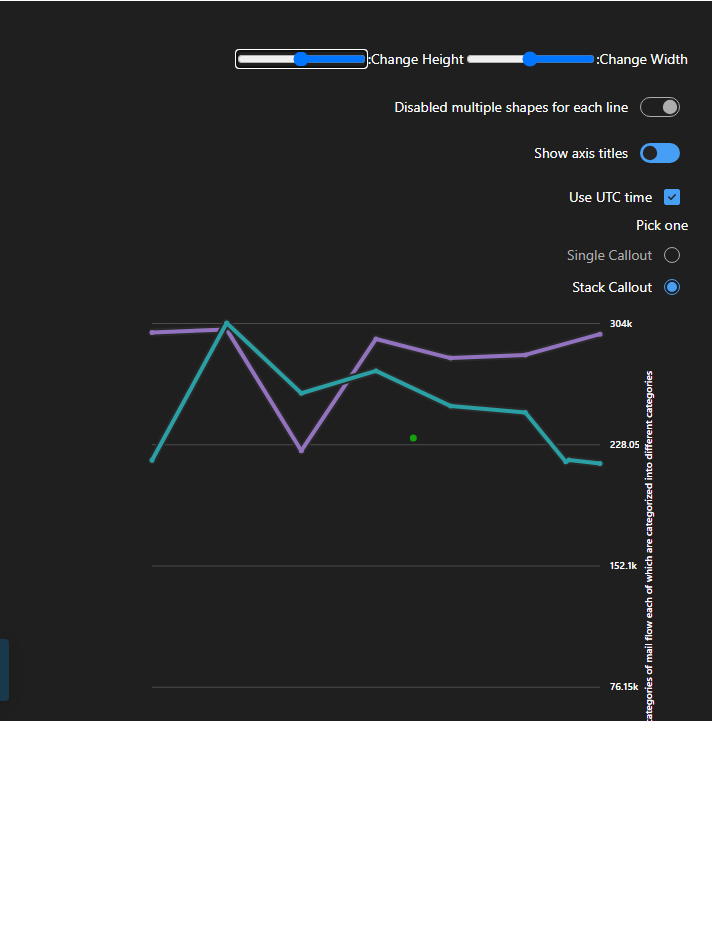 :Change Height :Change Width
Disabled multiple shapes for each line
Show axis titles
Use UTC time
Pick one
Single Callout
Stack Callout
304k
228.05
152.1k
76.15k
categories of mail flow each of which are categorized into different categories